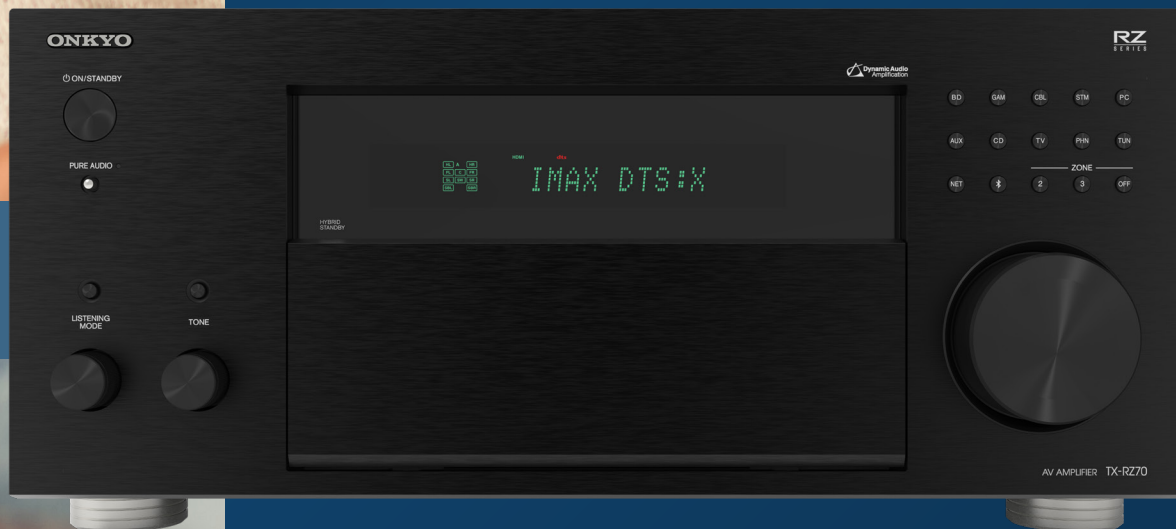 ONKYO
RZ
SERIES
ON/STANDBY
Dynamic Audio
Amplification
BD GAM CBL STM PC
PURE AUDIO
AUX CD TV PHN TUN
HDMI
IMAX DTS:X
ZONE
NET 2 3 OFF
HYBRID
STANDBY
LISTENING
MODE
TONE
AV AMPLIFIER TX-RZ70